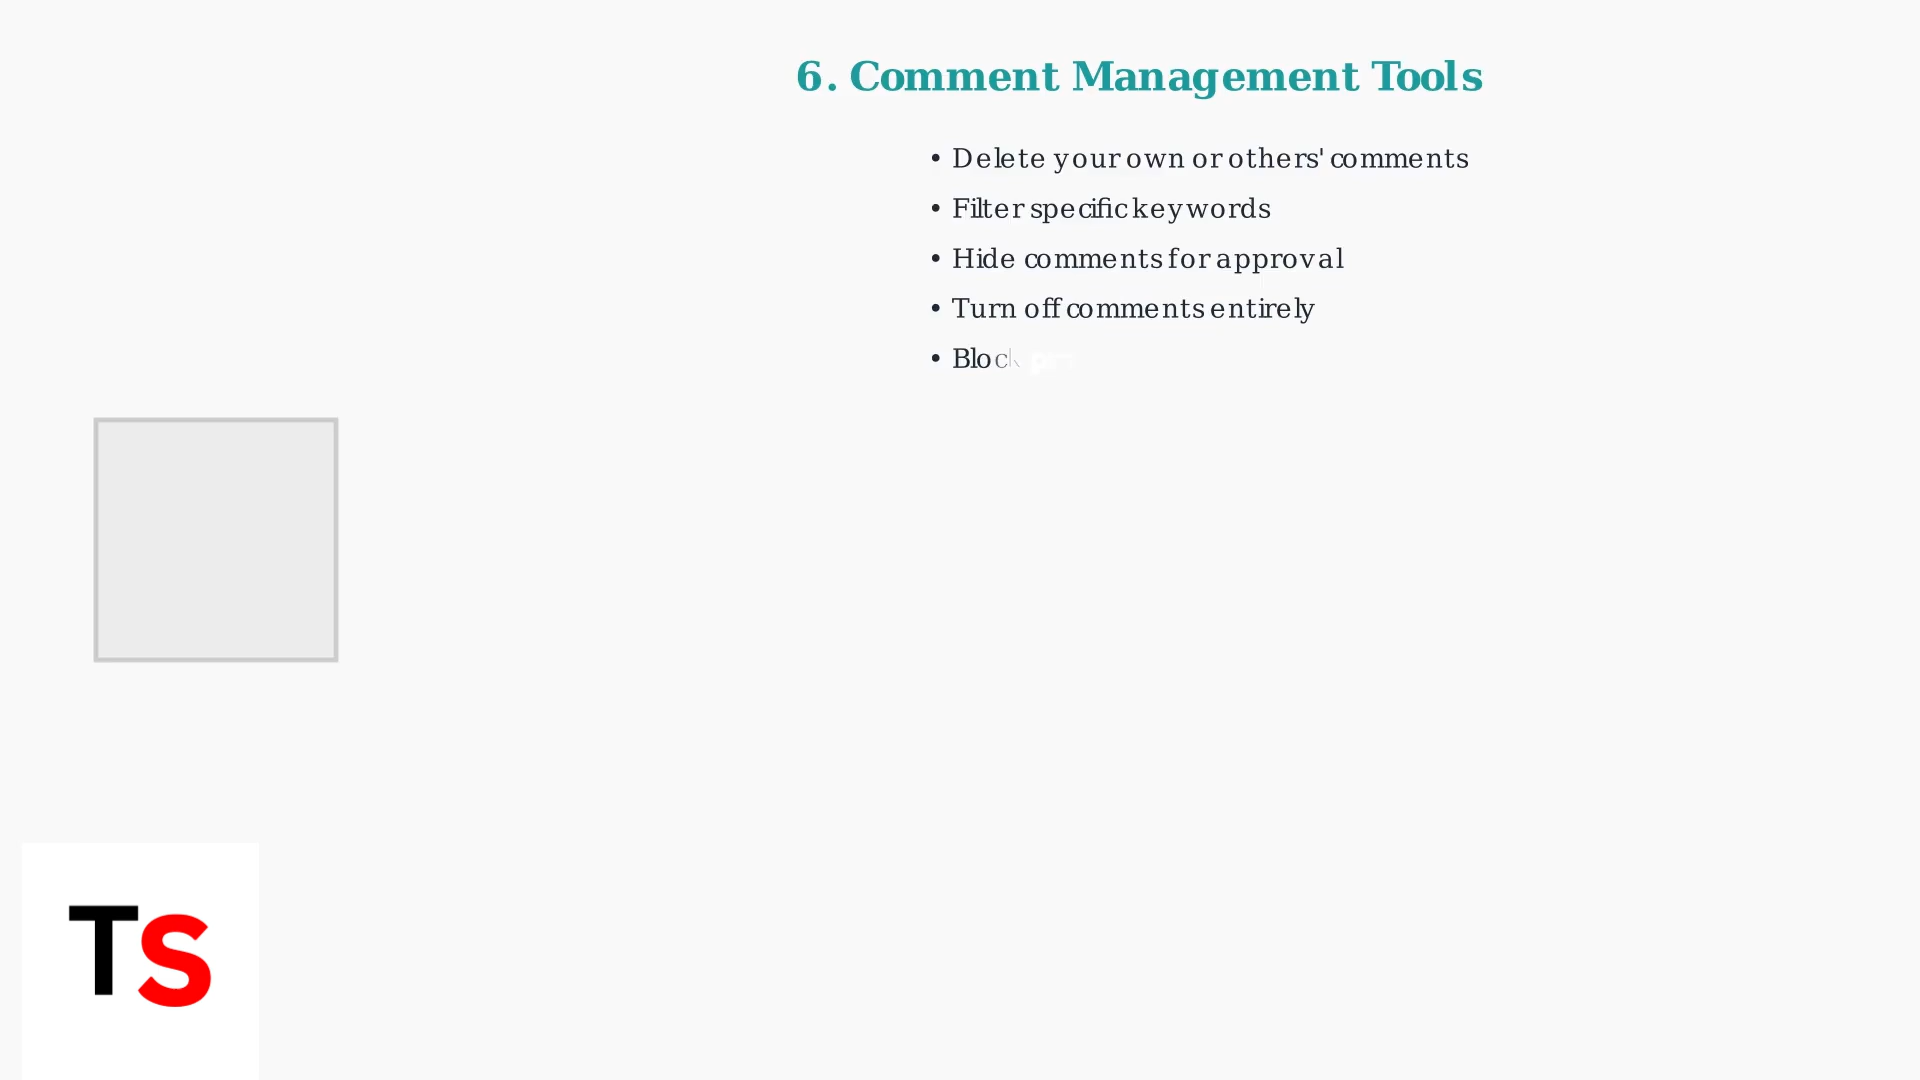 6. Comment Management Tools
• Delete your own or others' comments
• Filter specific keywords
• Hide comments for approval
• Turn off comments entirely
• Block
TS